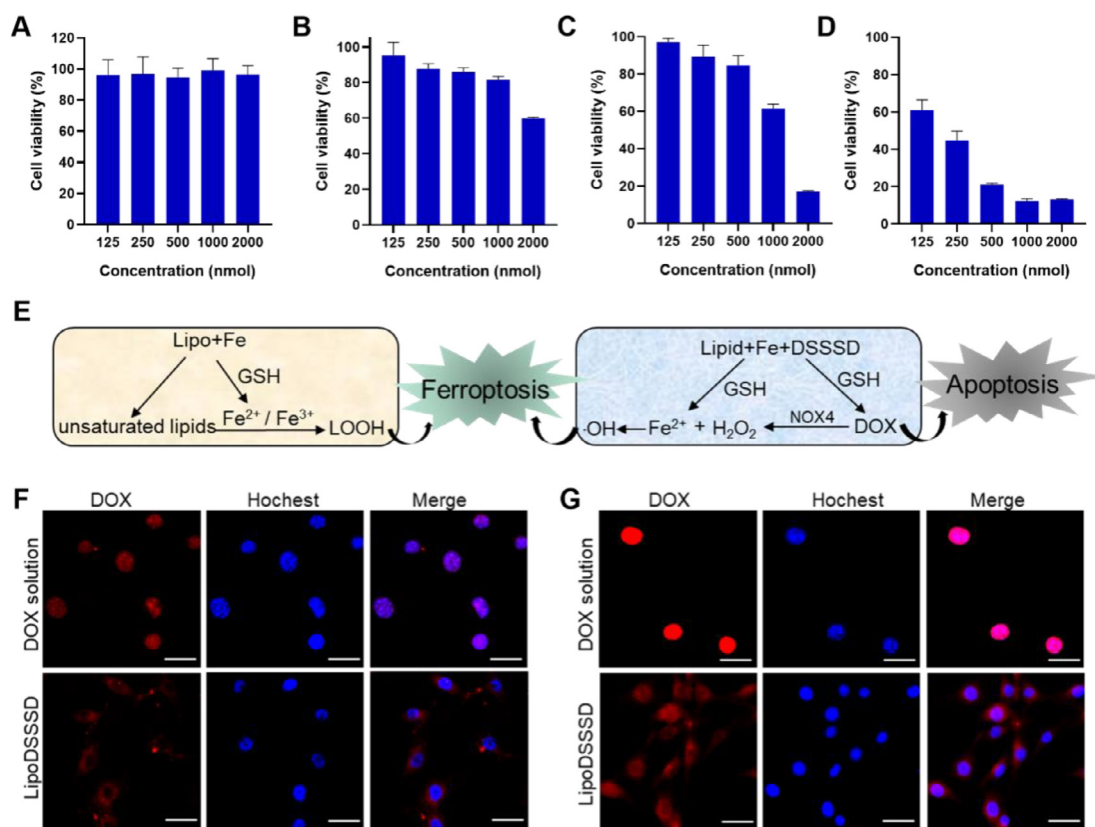 A
Cell viability (%)
120
100
80
60
40
20
0
125 250 500 1000 2000
Concentration (nmol)
B
Cell viability (%)
100
80
60
40
20
0
125 250 500 1000 2000
Concentration (nmol)
C
Cell viability (%)
100
80
60
40
20
0
125 250 500 1000 2000
Concentration (nmol)
D
Cell viability (%)
100
80
60
40
20
0
125 250 500 1000 2000
Concentration (nmol)
E
Lipo+Fe
GSH
unsaturated lipids
Fe²⁺ / Fe³⁺
LOOH
Ferroptosis
Lipid+Fe+DSSSD
GSH
GSH
·OH
Fe²⁺ + H₂O₂
NOX4
DOX
Apoptosis
F
DOX Hochest Merge
DOX solution
LipoDSSSD
G
DOX Hochest Merge
DOX solution
LipoDSSSD